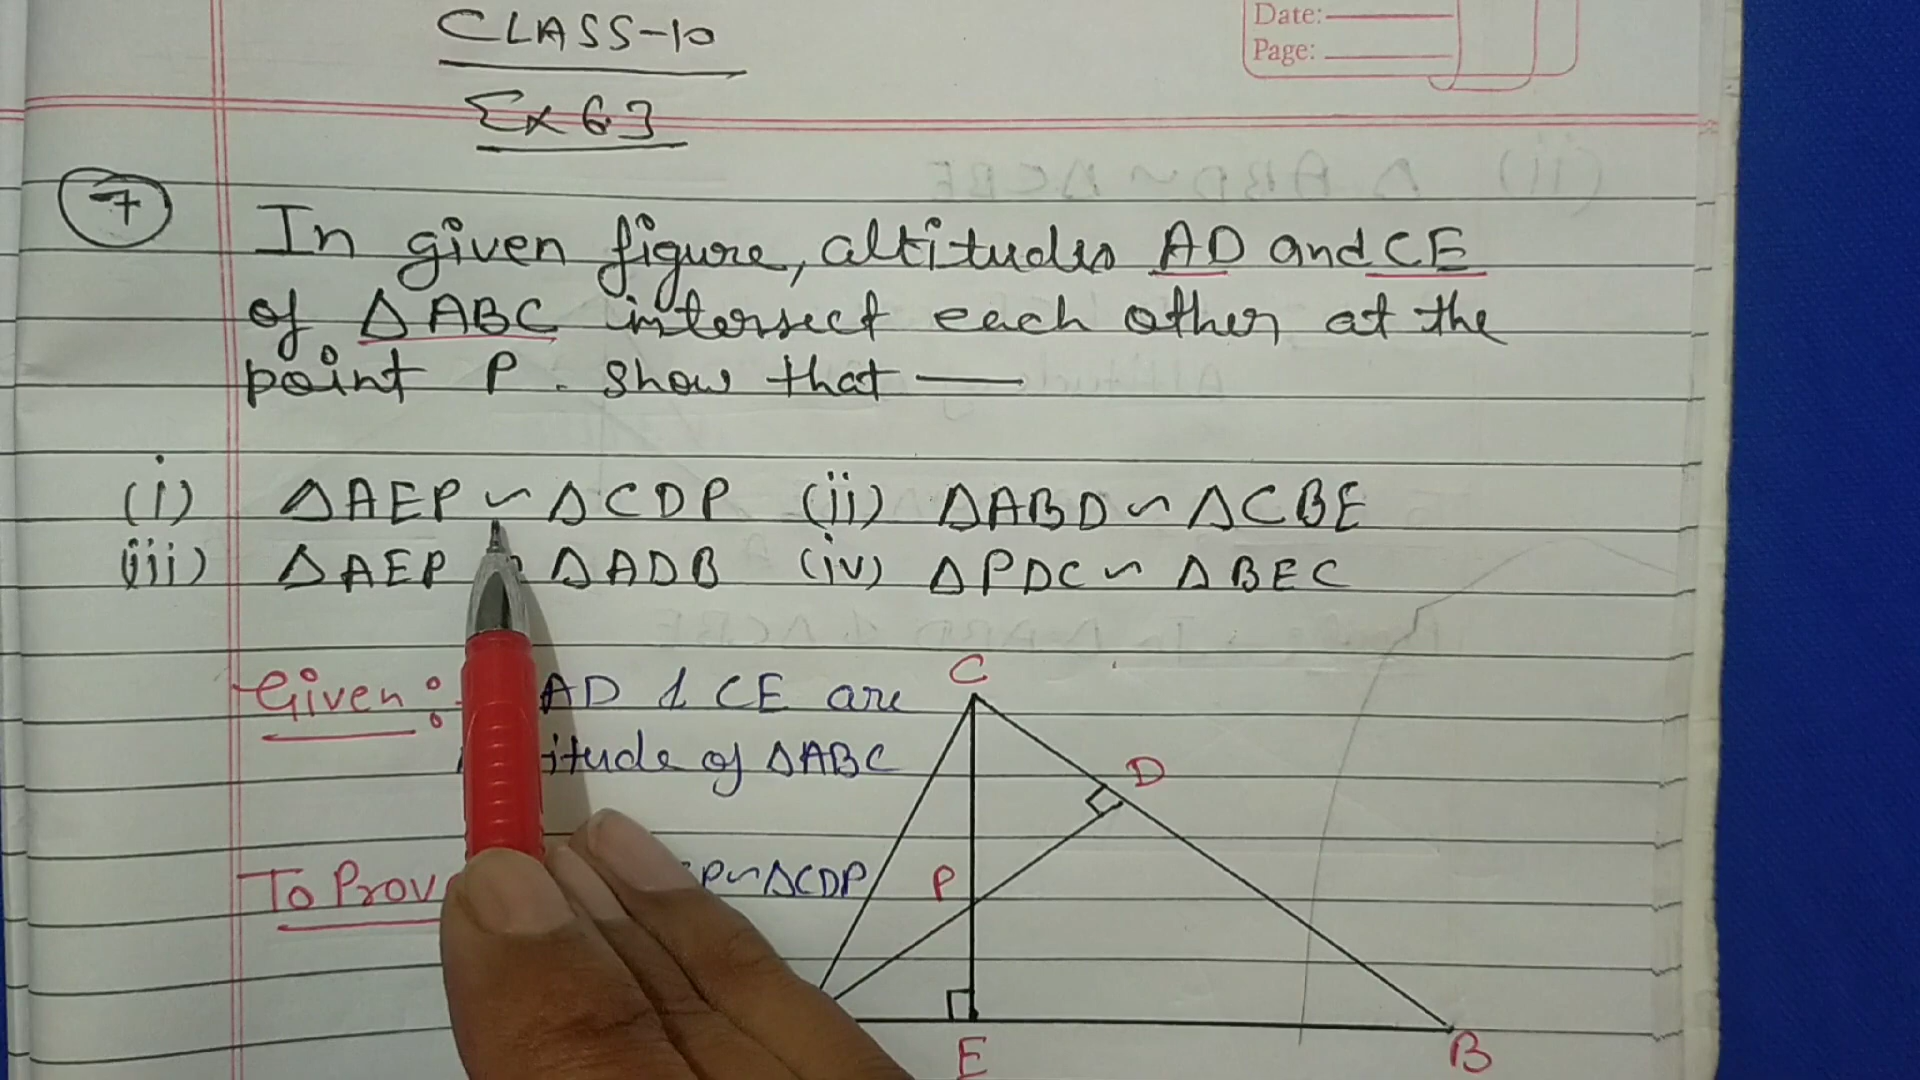 CLASS-10
Date:
Page:
Ex 6.3
7
In given figure, altitudes AD and CE
of ΔABC intersect each other at the
point P. Show that —
(i) ΔAEP ~ ΔCDP (ii) ΔABD ~ ΔCBE
(iii) ΔAEP ΔADB (iv) ΔPDC ~ ΔBEC
Given: AD & CE are
of ΔABC
C
D
To P~ΔCDP
P
E
B